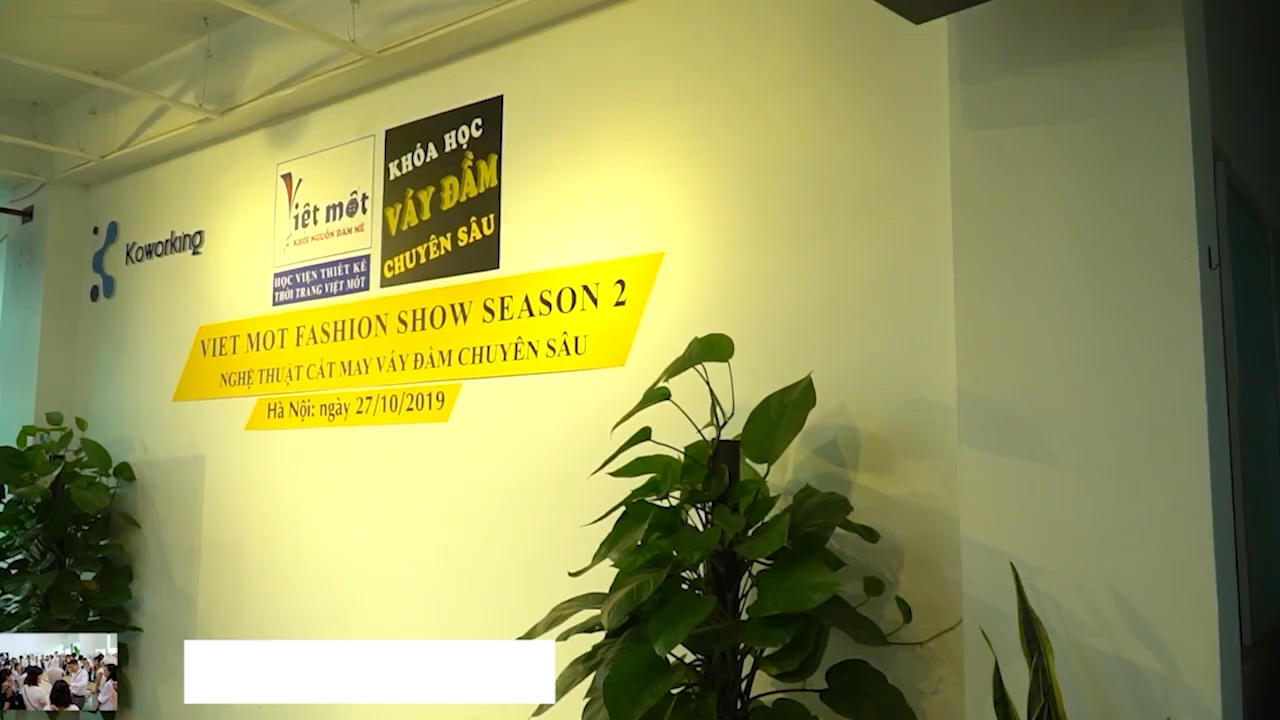 Koworking
Việt mốt
KHƠI NGUỒN ĐAM MÊ
HỌC VIỆN THIẾT KẾ
THỜI TRANG VIỆT MỐT
KHÓA HỌC
VÁY ĐẦM
CHUYÊN SÂU
VIET MOT FASHION SHOW SEASON 2
NGHỆ THUẬT CẮT MAY VÁY ĐẦM CHUYÊN SÂU
Hà Nội: ngày 27/10/2019